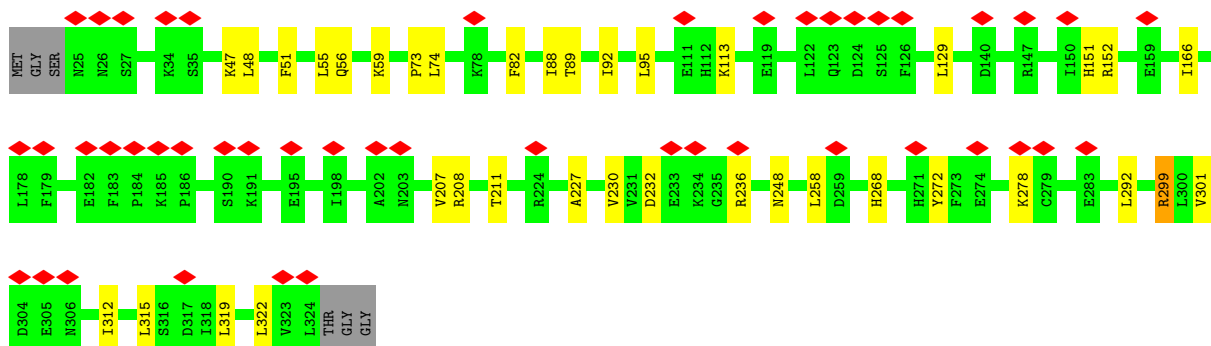 MET GLY SER N25 N26 S27 K34 S35 K47 L48 F51 L55 Q56 K59 P73 L74 K78 F82 I88 T89 I92 L95 E111 H112 K113 E119 L122 Q123 D124 S125 F126 L129 D140 R147 I150 H151 R152 E159 I166
L178 F179 E182 F183 P184 K185 P186 S190 K191 E195 I198 A202 N203 V207 R208 T211 R224 A227 V230 V231 D232 E233 K234 G235 R236 N248 L258 D259 H268 H271 Y272 F273 E274 K278 C279 E283 L292 R299 L300 V301
D304 E305 N306 I312 L315 S316 D317 I318 L319 L322 V323 L324 THR GLY GLY